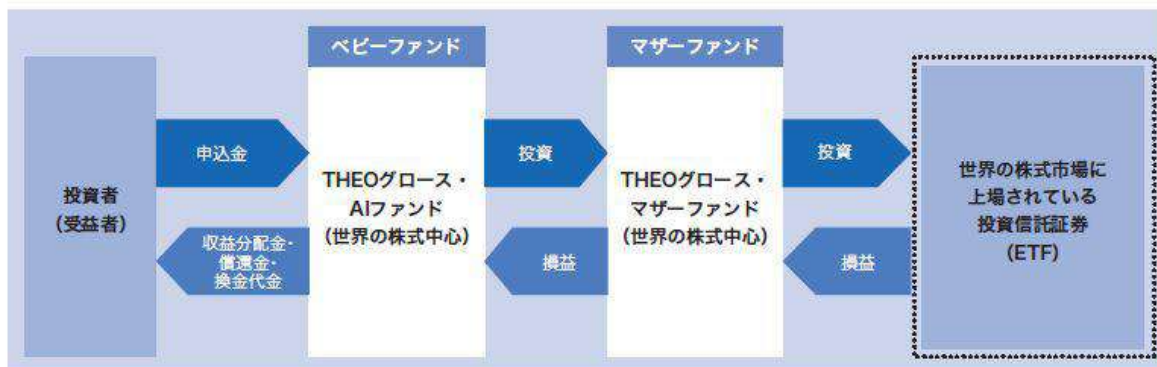 ベビーファンド
マザーファンド
投資者
(受益者)
申込金
収益分配金・
償還金・
換金代金
THEOグロース・
AIファンド
(世界の株式中心)
投資
損益
THEOグロース・
マザーファンド
(世界の株式中心)
投資
損益
世界の株式市場に
上場されている
投資信託証券
(ETF)